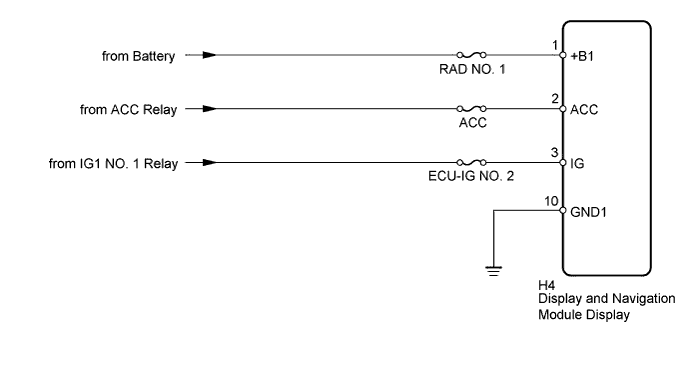 from Battery
RAD NO. 1
1
+B1
from ACC Relay
ACC
2
ACC
from IG1 NO. 1 Relay
ECU-IG NO. 2
3
IG
10
GND1
H4
Display and Navigation
Module Display